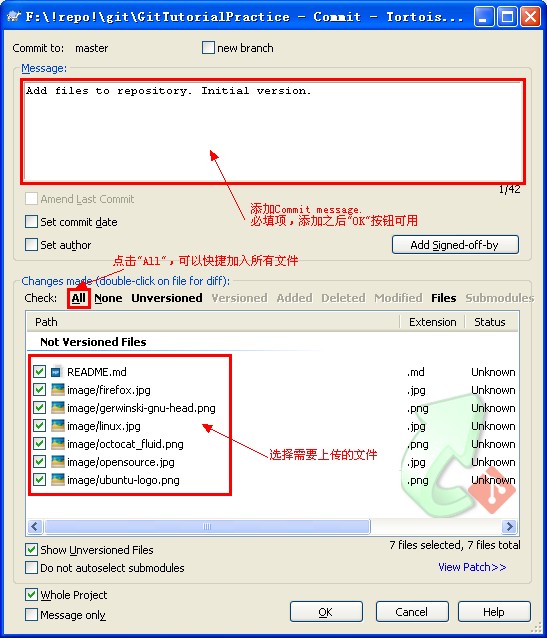 F:\!repo!\git\GitTutorialPractice - Commit - Tortois...
Commit to: master new branch
Message:
Add files to repository. Initial version.
1/42
添加Commit message.
必填项，添加之后"OK"按钮可用
Amend Last Commit
Set commit date
Set author
Add Signed-off-by
点击"All"，可以快捷加入所有文件
Changes made (double-click on file for diff):
Check: All None Unversioned Versioned Added Deleted Modified Files Submodules
Path Extension Status
Not Versioned Files
README.md .md Unknown
image/firefox.jpg .jpg Unknown
image/gerwinski-gnu-head.png .png Unknown
image/linux.jpg .jpg Unknown
image/octocat_fluid.png .png Unknown
image/opensource.jpg .jpg Unknown
image/ubuntu-logo.png .png Unknown
选择需要上传的文件
Show Unversioned Files
7 files selected, 7 files total
Do not autoselect submodules
View Patch>>
Whole Project
Message only
OK Cancel Help